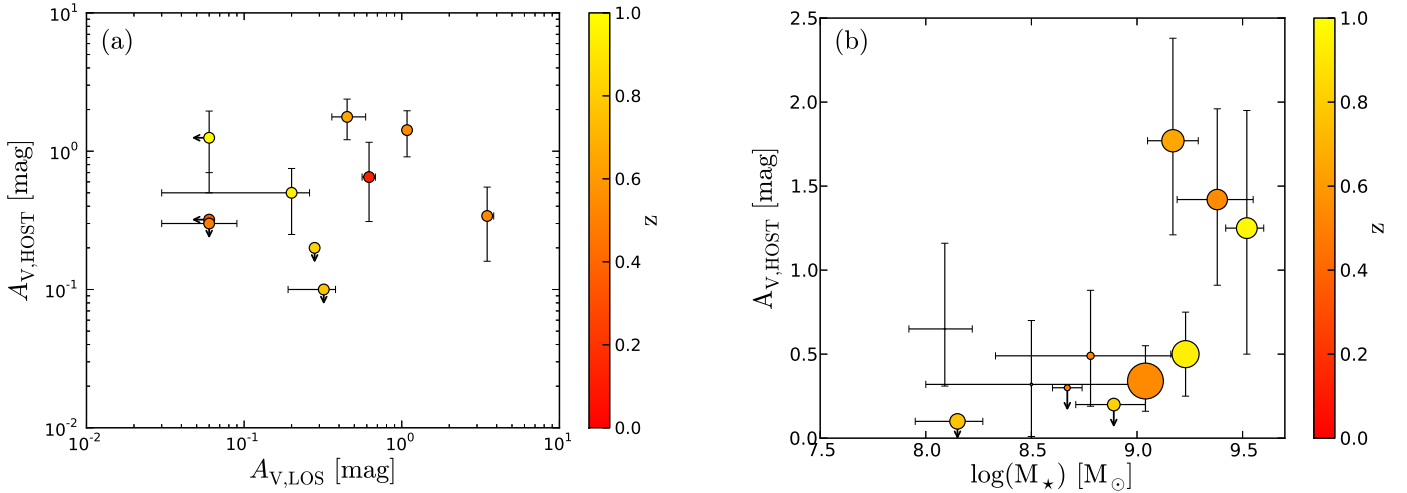 (a)
10^1
10^0
10^-1
10^-2
A_V,HOST [mag]
10^-2 10^-1 10^0 10^1
A_V,LOS [mag]
1.0
0.8
0.6
0.4
0.2
0.0
z
(b)
2.5
2.0
1.5
1.0
0.5
0.0
A_V,HOST [mag]
7.5 8.0 8.5 9.0 9.5
log(M_⋆) [M_⊙]
1.0
0.8
0.6
0.4
0.2
0.0
z